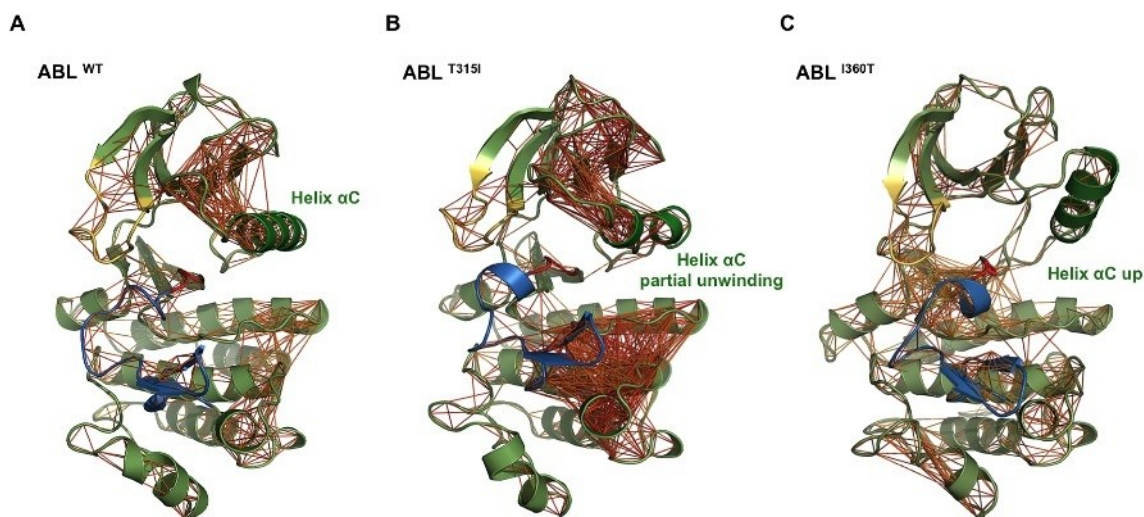 A
B
C
ABL WT
ABL T315I
ABL I360T
Helix αC
Helix αC
partial unwinding
Helix αC up